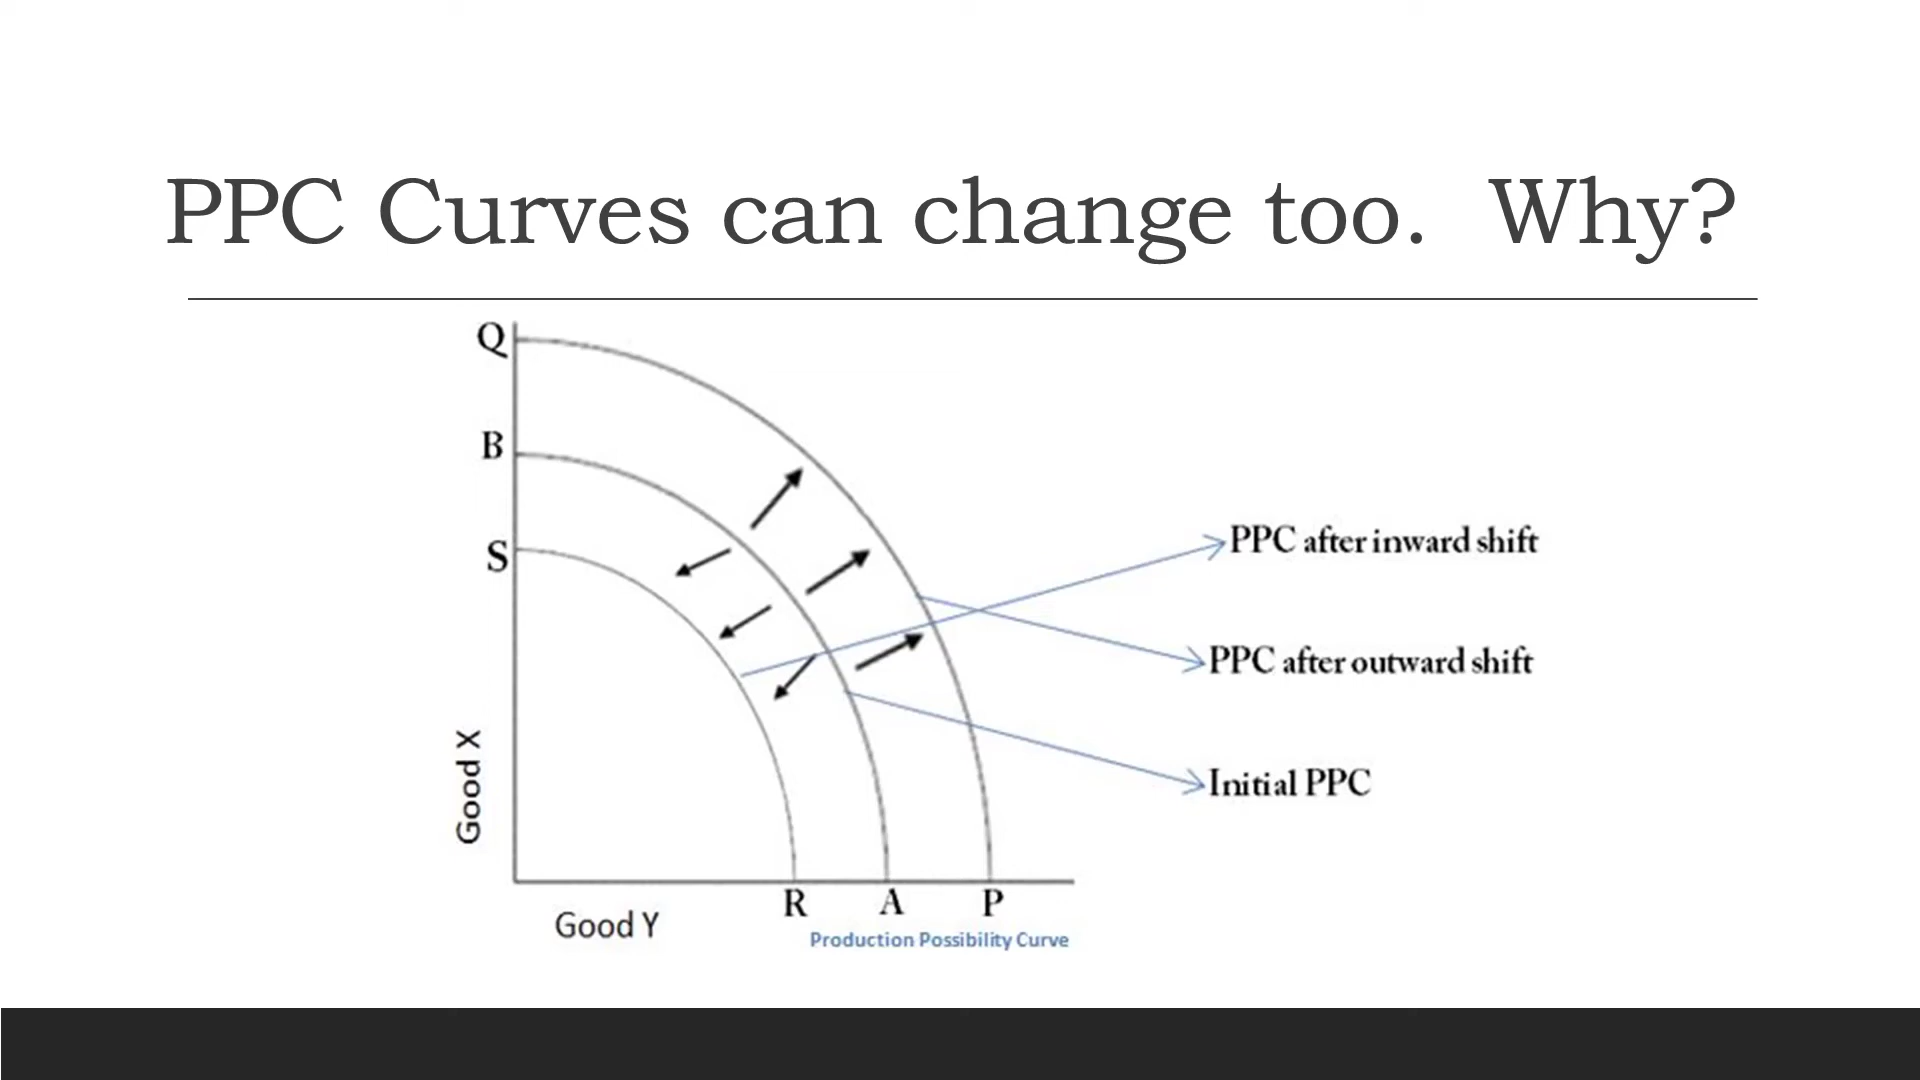 PPC Curves can change too.  Why?
Q
B
S
Good X
PPC after inward shift
PPC after outward shift
Initial PPC
R A P
Good Y
Production Possibility Curve